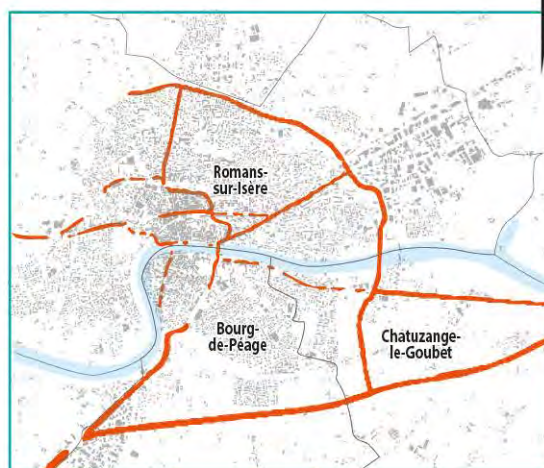 Romans-
sur-Isère
Bourg-
de-Péage
Chatuzange-
le-Goubet